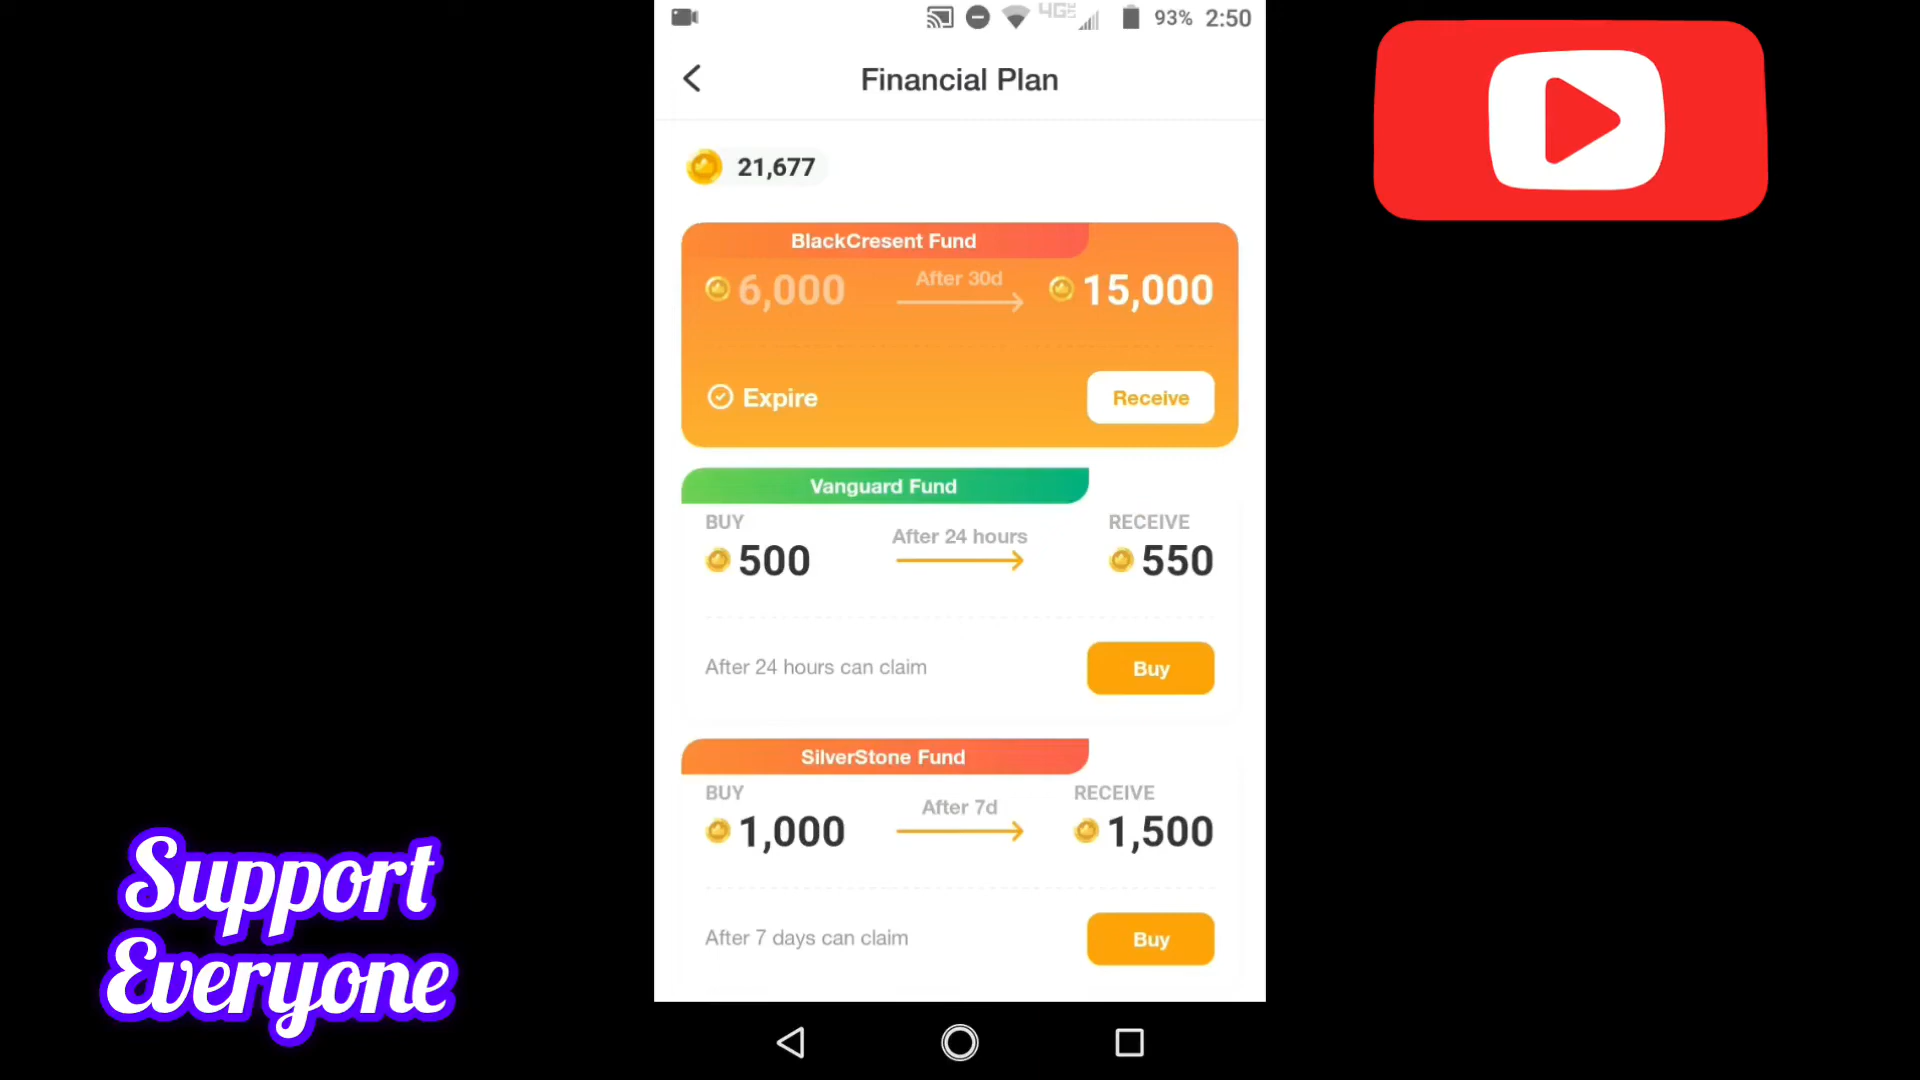 4GE 93% 2:50
Financial Plan
21,677
BlackCresent Fund
6,000 After 30d 15,000
Expire Receive
Vanguard Fund
BUY After 24 hours RECEIVE
500 550
After 24 hours can claim Buy
SilverStone Fund
BUY After 7d RECEIVE
1,000 1,500
After 7 days can claim Buy
Support
Everyone